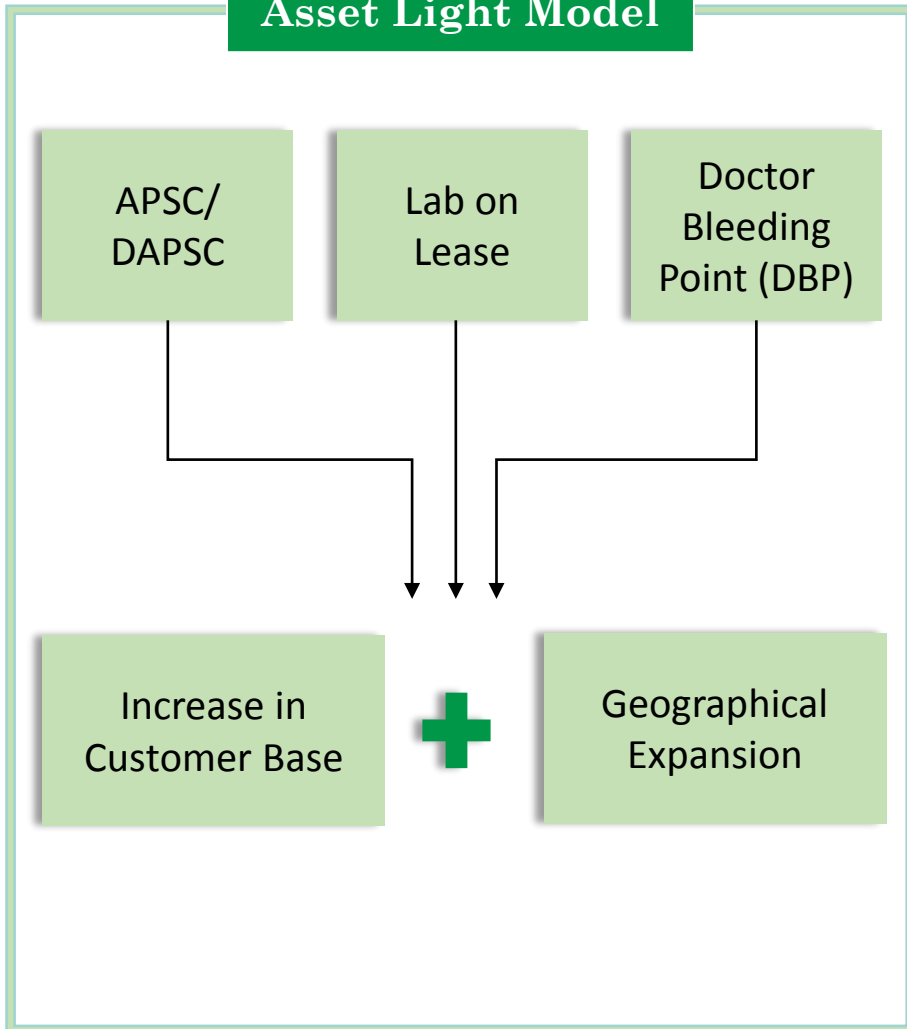 Asset Light Model
APSC/
DAPSC
Lab on
Lease
Doctor
Bleeding
Point (DBP)
Increase in
Customer Base
Geographical
Expansion